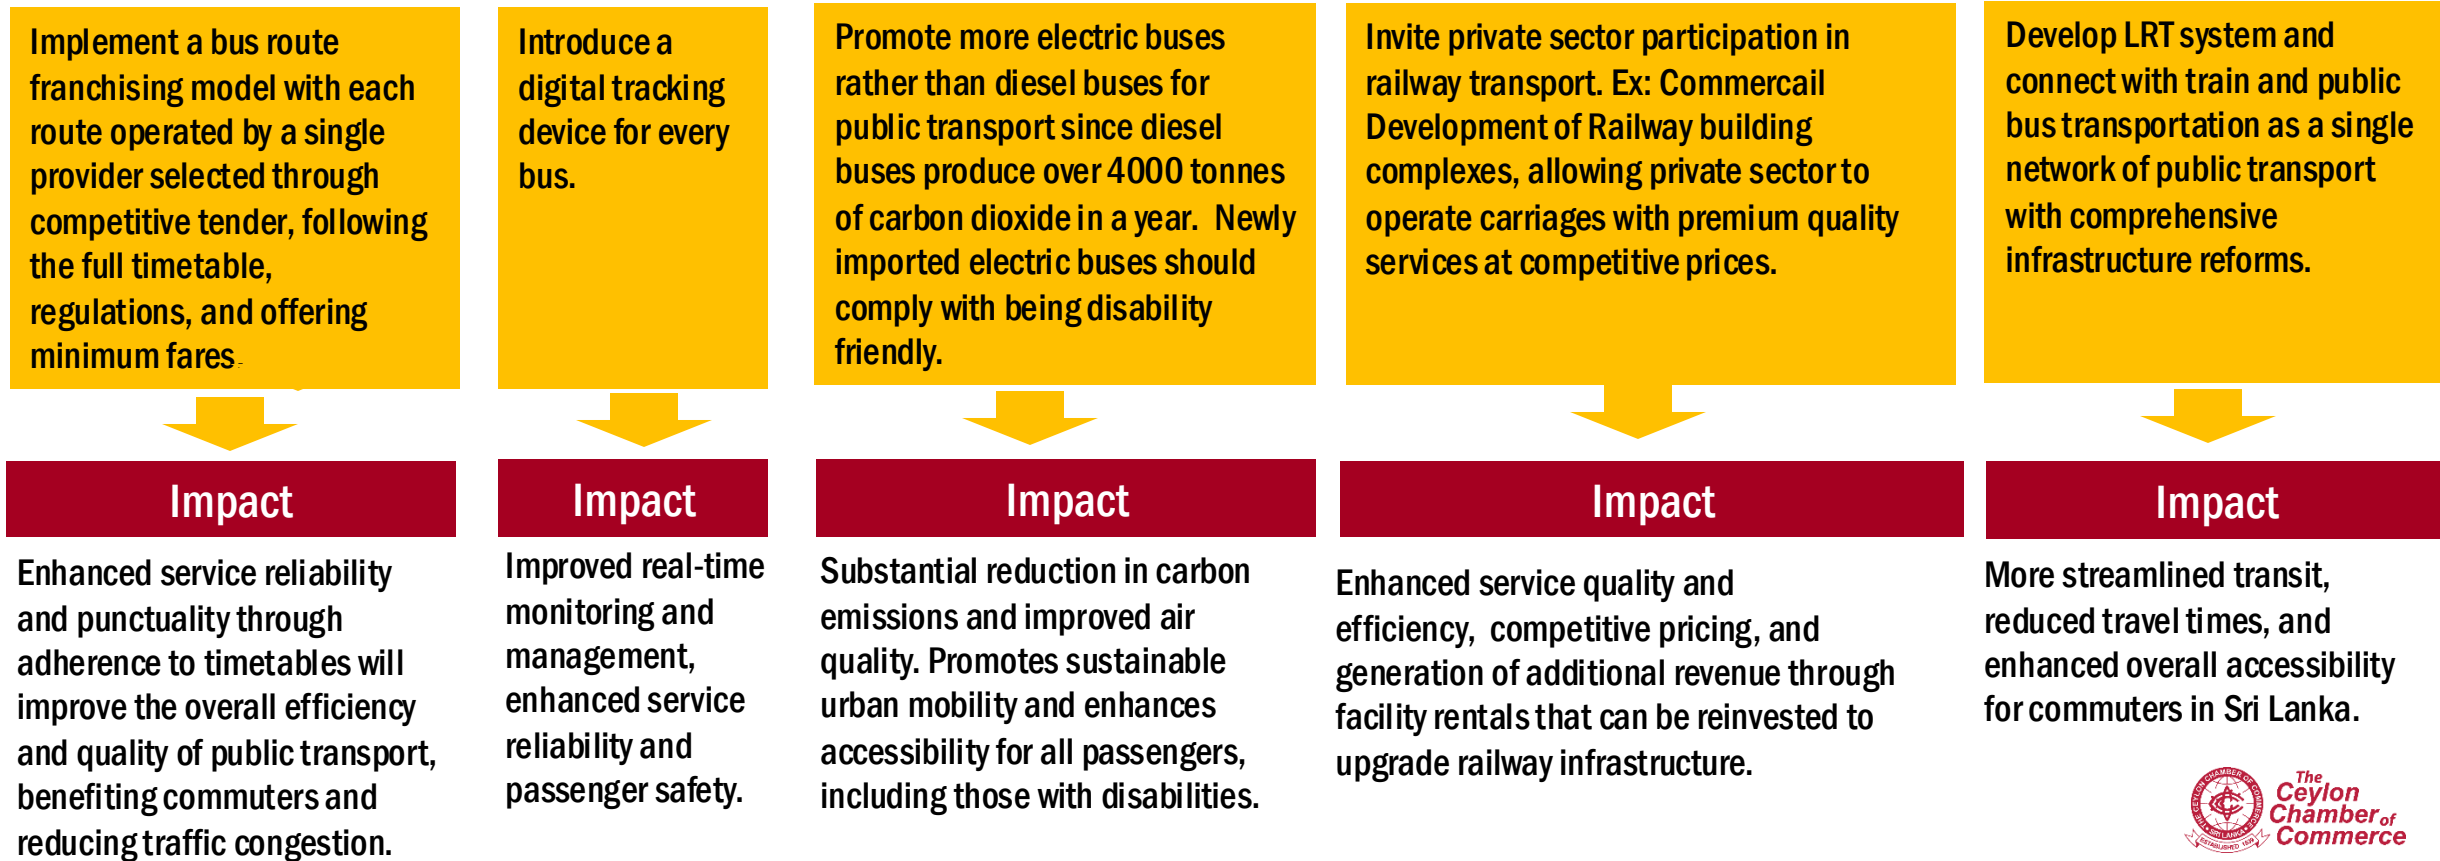 Implement a bus route
franchising model with each
route operated by a single
provider selected through
competitive tender, following
the full timetable,
regulations, and offering
minimum fares.
Introduce a
digital tracking
device for every
bus.
Promote more electric buses
rather than diesel buses for
public transport since diesel
buses produce over 4000 tonnes
of carbon dioxide in a year. Newly
imported electric buses should
comply with being disability
friendly.
Invite private sector participation in
railway transport. Ex: Commercail
Development of Railway building
complexes, allowing private sector to
operate carriages with premium quality
services at competitive prices.
Develop LRT system and
connect with train and public
bus transportation as a single
network of public transport
with comprehensive
infrastructure reforms.
Impact
Enhanced service reliability
and punctuality through
adherence to timetables will
improve the overall efficiency
and quality of public transport,
benefiting commuters and
reducing traffic congestion.
Impact
Improved real-time
monitoring and
management,
enhanced service
reliability and
passenger safety.
Impact
Substantial reduction in carbon
emissions and improved air
quality. Promotes sustainable
urban mobility and enhances
accessibility for all passengers,
including those with disabilities.
Impact
Enhanced service quality and
efficiency, competitive pricing, and
generation of additional revenue through
facility rentals that can be reinvested to
upgrade railway infrastructure.
Impact
More streamlined transit,
reduced travel times, and
enhanced overall accessibility
for commuters in Sri Lanka.
THE CEYLON CHAMBER OF COMMERCE
SRI LANKA
ESTABLISHED 1839
The
Ceylon
Chamber of
Commerce